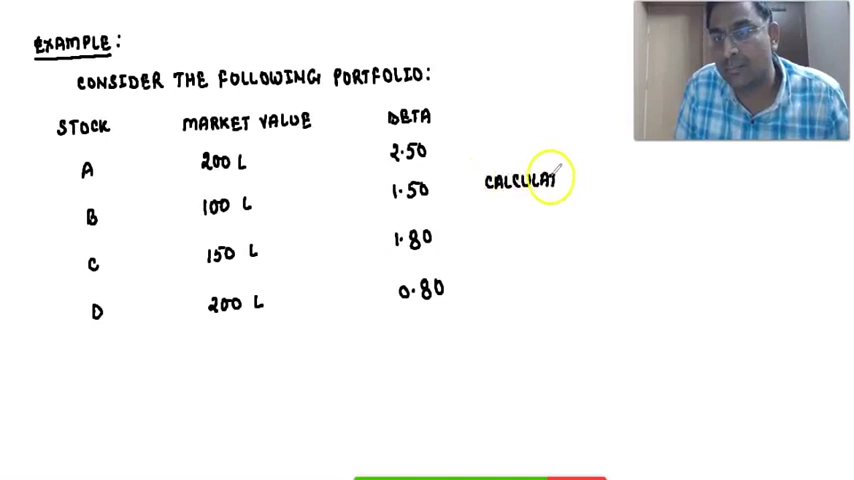 EXAMPLE:
CONSIDER THE FOLLOWING PORTFOLIO:
STOCK MARKET VALUE BETA
A 200 L 2.50
B 100 L 1.50
CALCULAT
C 150 L 1.80
D 200 L 0.80